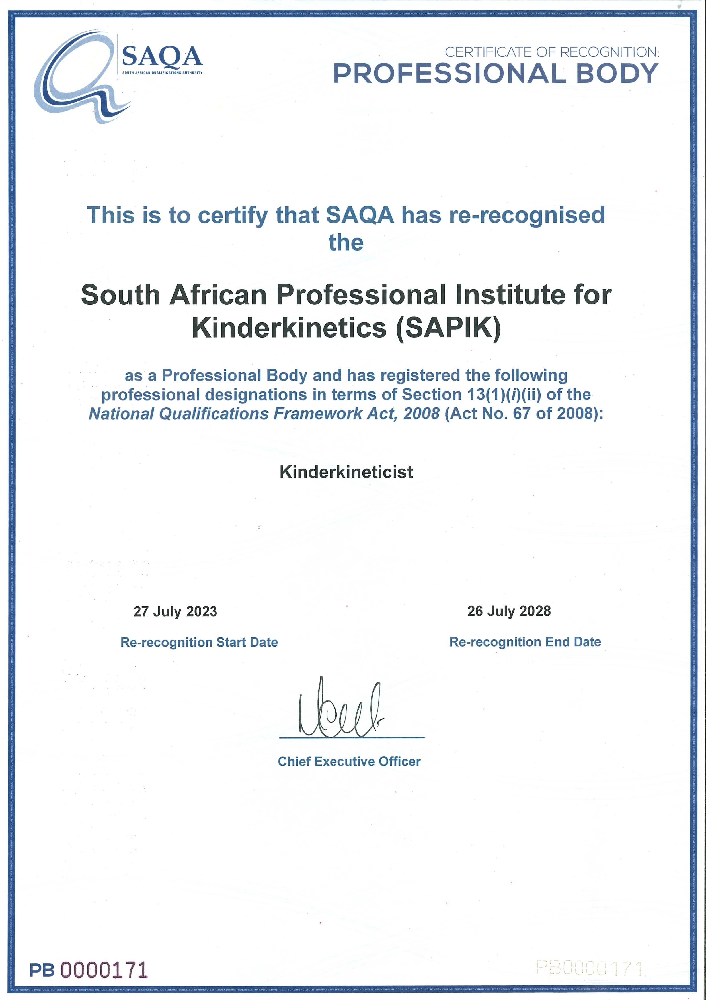 SAQA
SOUTH AFRICAN QUALIFICATIONS AUTHORITY
CERTIFICATE OF RECOGNITION:
PROFESSIONAL BODY
This is to certify that SAQA has re-recognised
the
South African Professional Institute for
Kinderkinetics (SAPIK)
as a Professional Body and has registered the following
professional designations in terms of Section 13(1)(i)(ii) of the
National Qualifications Framework Act, 2008 (Act No. 67 of 2008):
Kinderkineticist
27 July 2023
26 July 2028
Re-recognition Start Date
Re-recognition End Date
Chief Executive Officer
PB 0000171
PB0000171